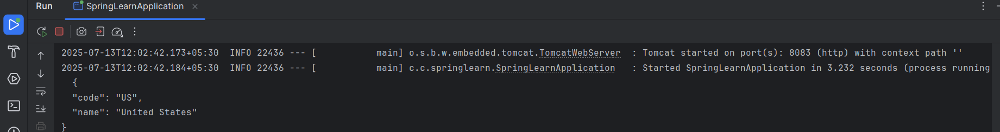 Run SpringLearnApplication
2025-07-13T12:02:42.173+05:30  INFO 22436 --- [           main] o.s.b.w.embedded.tomcat.TomcatWebServer  : Tomcat started on port(s): 8083 (http) with context path ''
2025-07-13T12:02:42.184+05:30  INFO 22436 --- [           main] c.c.springlearn.SpringLearnApplication   : Started SpringLearnApplication in 3.232 seconds (process running
{
"code": "US",
"name": "United States"
}